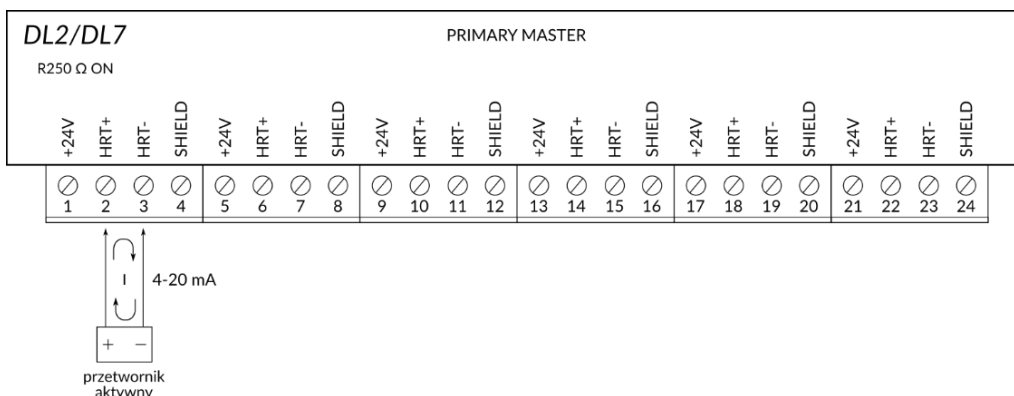 DL2/DL7
PRIMARY MASTER
R250 Ω ON
+24V HRT+ HRT- SHIELD +24V HRT+ HRT- SHIELD +24V HRT+ HRT- SHIELD +24V HRT+ HRT- SHIELD +24V HRT+ HRT- SHIELD +24V HRT+ HRT- SHIELD
1 2 3 4 5 6 7 8 9 10 11 12 13 14 15 16 17 18 19 20 21 22 23 24
I 4-20 mA
+ −
przetwornik
aktywny